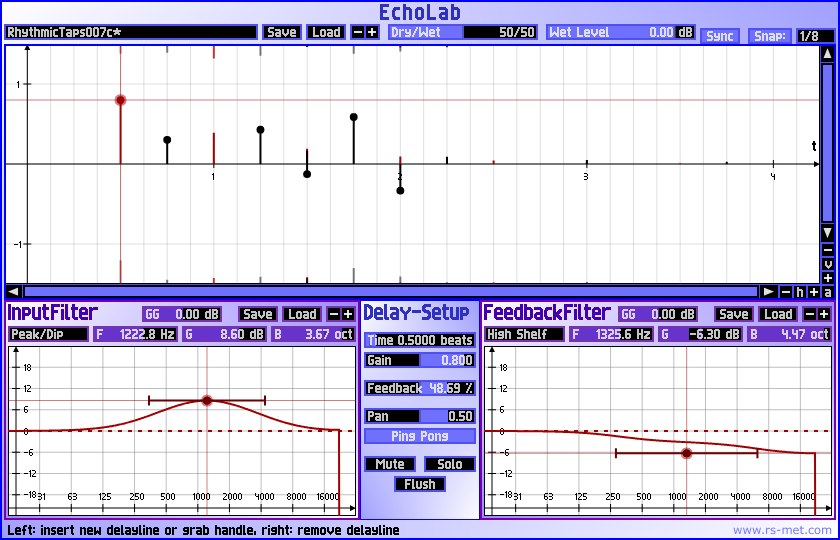 EchoLab
RhythmicTaps007c* Save Load - + Dry/Wet 50/50 Wet Level 0.00 dB Sync Snap: 1/8
1
t
1 2 3 4
-1
- v + 
- h + a
InputFilter GG 0.00 dB Save Load - +
Peak/Dip F 1222.8 Hz G 8.60 dB B 3.67 oct
18
12
6
0
-6
-12
-18 31 63 125 250 500 1000 2000 4000 16000
Delay-Setup
Time 0.5000 beats
Gain 0.800
Feedback 48.69 %
Pan 0.50
Ping Pong
Mute Solo
Flush
FeedbackFilter GG 0.00 dB Save Load - +
High Shelf F 1325.6 Hz G -6.30 dB B 4.47 oct
18
12
6
0
-6
-12
-18 31 125 250 500 1000 2000 4000 16000
Left: insert new delayline or grab handle, right: remove delayline www.rs-met.com